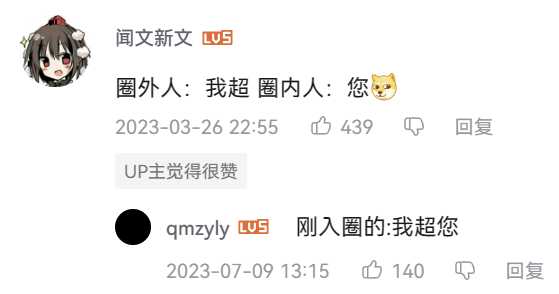 闻文新文 LV5
圈外人：我超 圈内人：您
2023-03-26 22:55 439 回复
UP主觉得很赞
qmzyly LV5 刚入圈的:我超您
2023-07-09 13:15 140 回复